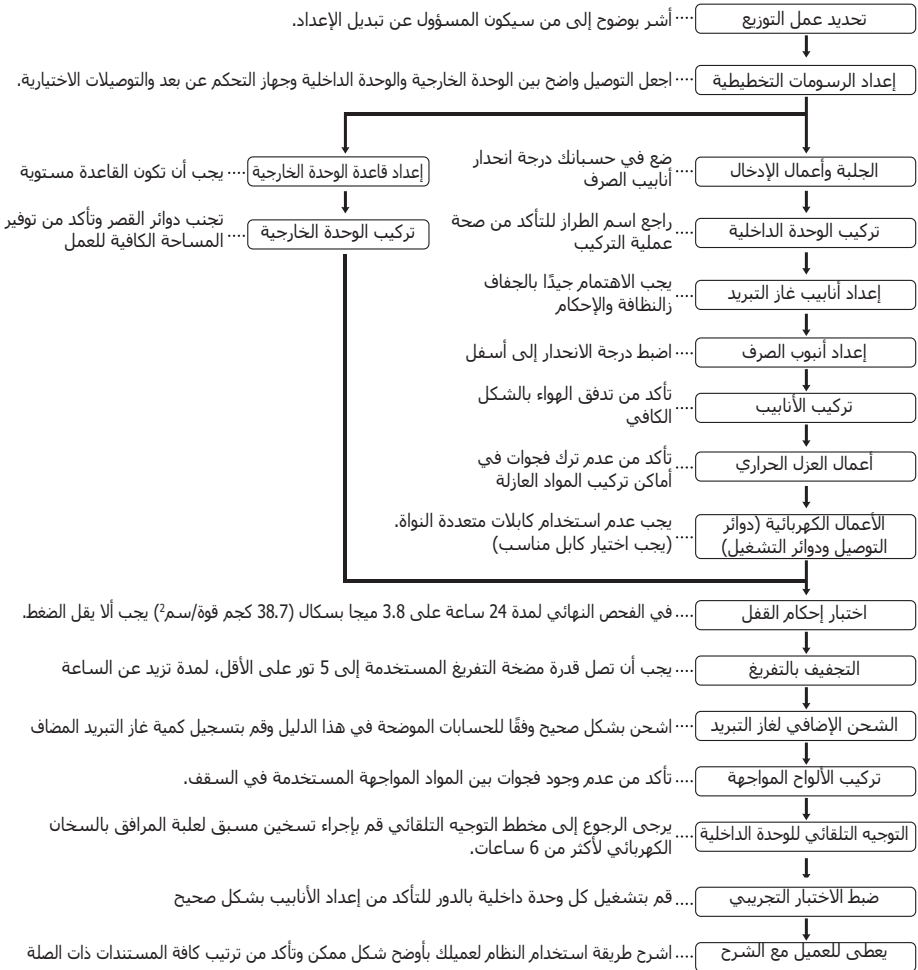 تحديد عمل التوزيع
أشر بوضوح إلى من سيكون المسؤول عن تبديل الإعداد.
إعداد الرسومات التخطيطية
اجعل التوصيل واضح بين الوحدة الخارجية والوحدة الداخلية وجهاز التحكم عن بعد والتوصيلات الاختيارية.
الجلبة وأعمال الإدخال
ضع في حسبانك درجة انحدار
أنابيب الصرف
إعداد قاعدة الوحدة الخارجية
يجب أن تكون القاعدة مستوية
تركيب الوحدة الداخلية
راجع اسم الطراز للتأكد من صحة
عملية التركيب
تركيب الوحدة الخارجية
تجنب دوائر القصر وتأكد من توفير
المساحة الكافية للعمل
إعداد أنابيب غاز التبريد
يجب الاهتمام جيدًا بالجفاف
زالنظافة والإحكام
إعداد أنبوب الصرف
اضبط درجة الانحدار إلى أسفل
تركيب الأنابيب
تأكد من تدفق الهواء بالشكل
الكافي
أعمال العزل الحراري
تأكد من عدم ترك فجوات في
أماكن تركيب المواد العازلة
الأعمال الكهربائية (دوائر
التوصيل ودوائر التشغيل)
يجب عدم استخدام كابلات متعددة النواة.
(يجب اختيار كابل مناسب)
اختبار إحكام القفل
في الفحص النهائي لمدة 24 ساعة على 3.8 ميجا بسكال (38.7 كجم قوة/سم²) يجب ألا يقل الضغط.
التجفيف بالتفريغ
يجب أن تصل قدرة مضخة التفريغ المستخدمة إلى 5 تور على الأقل، لمدة تزيد عن الساعة
الشحن الإضافي لغاز التبريد
اشحن بشكل صحيح وفقًا للحسابات الموضحة في هذا الدليل وقم بتسجيل كمية غاز التبريد المضاف
تركيب الألواح المواجهة
تأكد من عدم وجود فجوات بين المواد المواجهة المستخدمة في السقف.
التوجيه التلقائي للوحدة الداخلية
يرجى الرجوع إلى مخطط التوجيه التلقائي قم بإجراء تسخين مسبق لعلبة المرافق بالسخان
الكهربائي لأكثر من 6 ساعات.
ضبط الاختبار التجريبي
قم بتشغيل كل وحدة داخلية بالدور للتأكد من إعداد الأنابيب بشكل صحيح
يعطى للعميل مع الشرح
اشرح طريقة استخدام النظام لعميلك بأوضح شكل ممكن وتأكد من ترتيب كافة المستندات ذات الصلة